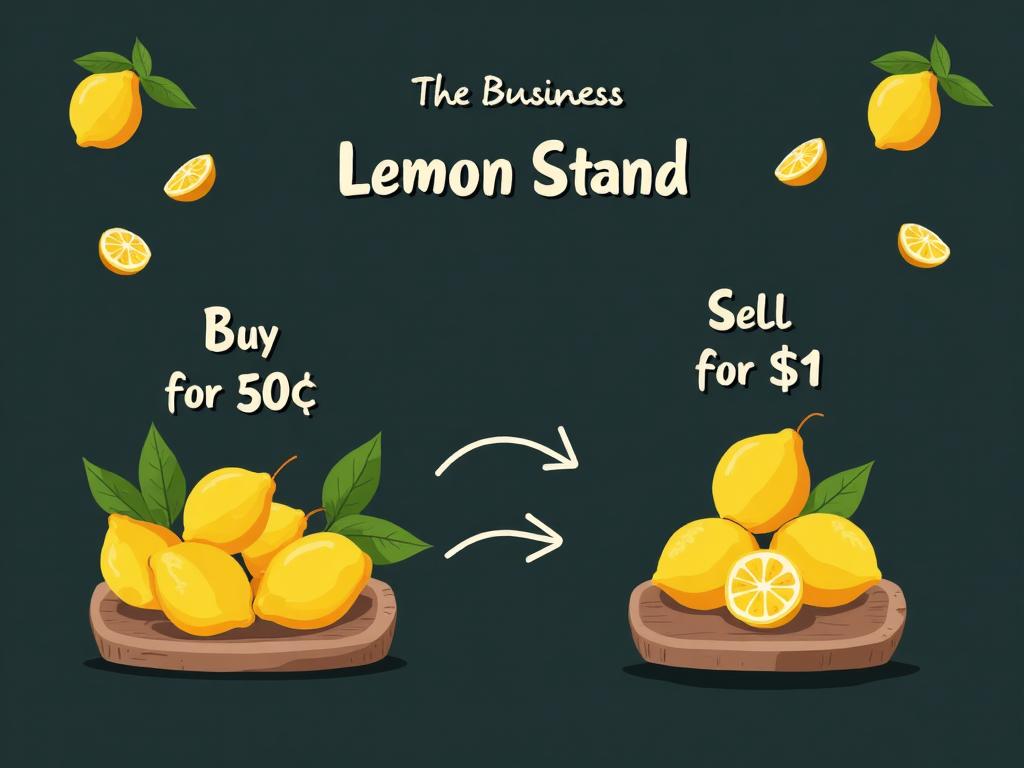 The Business
Lemon Stand
Buy
for 50¢
Sell
for $1